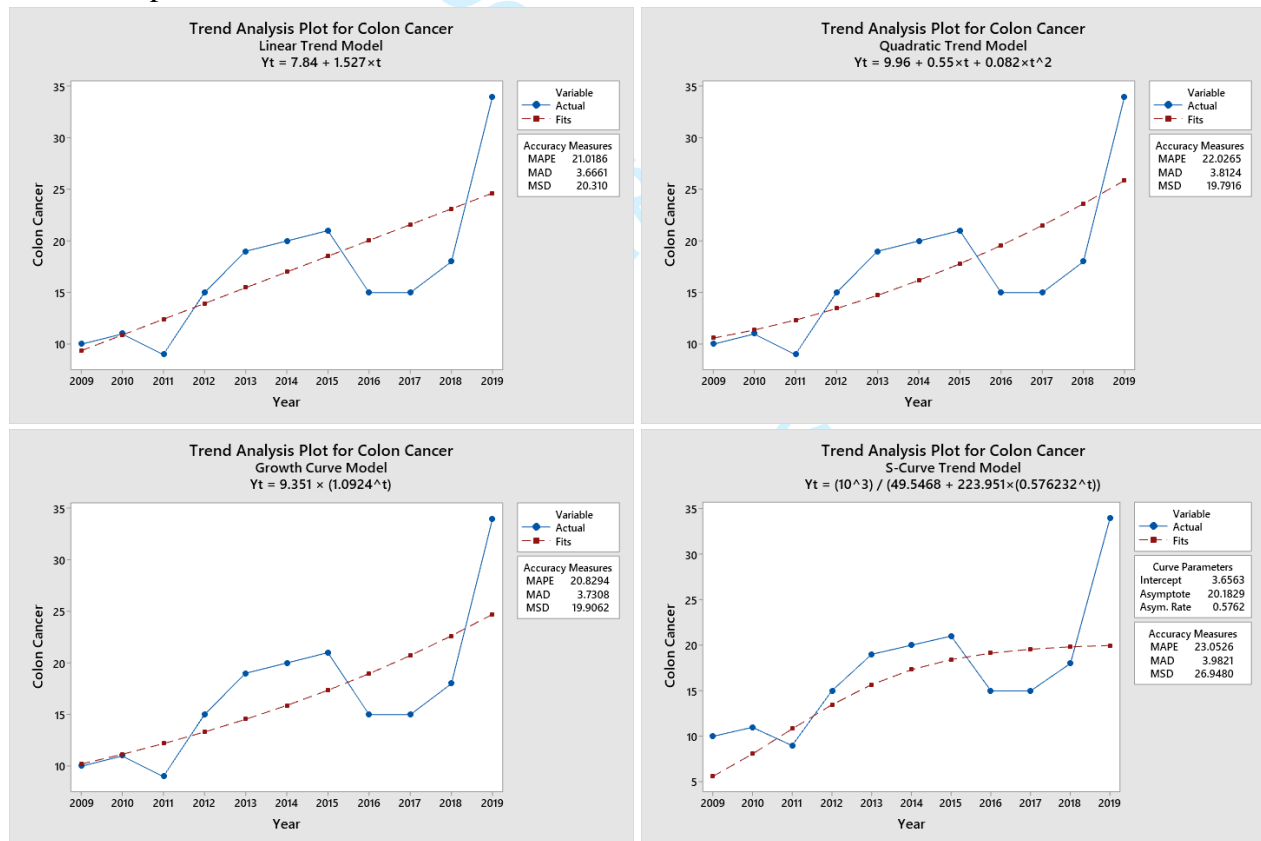 Trend Analysis Plot for Colon Cancer
Linear Trend Model
Yt = 7.84 + 1.527×t
35
30
25
20
15
10
Colon Cancer
2009 2010 2011 2012 2013 2014 2015 2016 2017 2018 2019
Year
Variable
Actual
Fits
Accuracy Measures
MAPE 21.0186
MAD 3.6661
MSD 20.310
Trend Analysis Plot for Colon Cancer
Quadratic Trend Model
Yt = 9.96 + 0.55×t + 0.082×t^2
35
30
25
20
15
10
Colon Cancer
2009 2010 2011 2012 2013 2014 2015 2016 2017 2018 2019
Year
Variable
Actual
Fits
Accuracy Measures
MAPE 22.0265
MAD 3.8124
MSD 19.7916
Trend Analysis Plot for Colon Cancer
Growth Curve Model
Yt = 9.351 × (1.0924^t)
35
30
25
20
15
10
Colon Cancer
2009 2010 2011 2012 2013 2014 2015 2016 2017 2018 2019
Year
Variable
Actual
Fits
Accuracy Measures
MAPE 20.8294
MAD 3.7308
MSD 19.9062
Trend Analysis Plot for Colon Cancer
S-Curve Trend Model
Yt = (10^3) / (49.5468 + 223.951×(0.576232^t))
35
30
25
20
15
10
5
Colon Cancer
2009 2010 2011 2012 2013 2014 2015 2016 2017 2018 2019
Year
Variable
Actual
Fits
Curve Parameters
Intercept 3.6563
Asymptote 20.1829
Asym. Rate 0.5762
Accuracy Measures
MAPE 23.0526
MAD 3.9821
MSD 26.9480